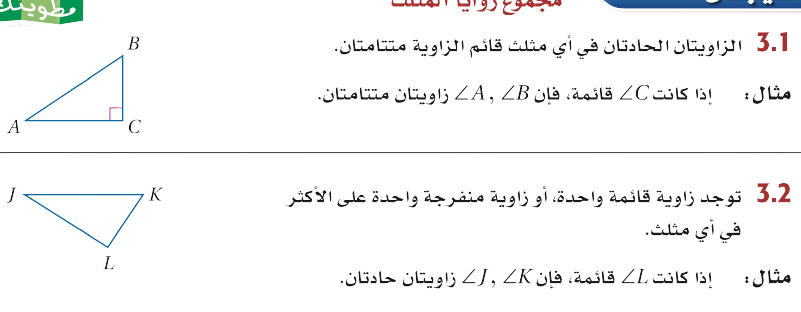 مطويتك
مجموع زوايا المثلث
3.1 الزاويتان الحادتان في أي مثلث قائم الزاوية متتامتان.
B
مثال: إذا كانت ∠C قائمة، فإن ∠A , ∠B زاويتان متتامتان.
A
C
3.2 توجد زاوية قائمة واحدة، أو زاوية منفرجة واحدة على الأكثر
J
K
في أي مثلث.
L
مثال: إذا كانت ∠L قائمة، فإن ∠J , ∠K زاويتان حادتان.